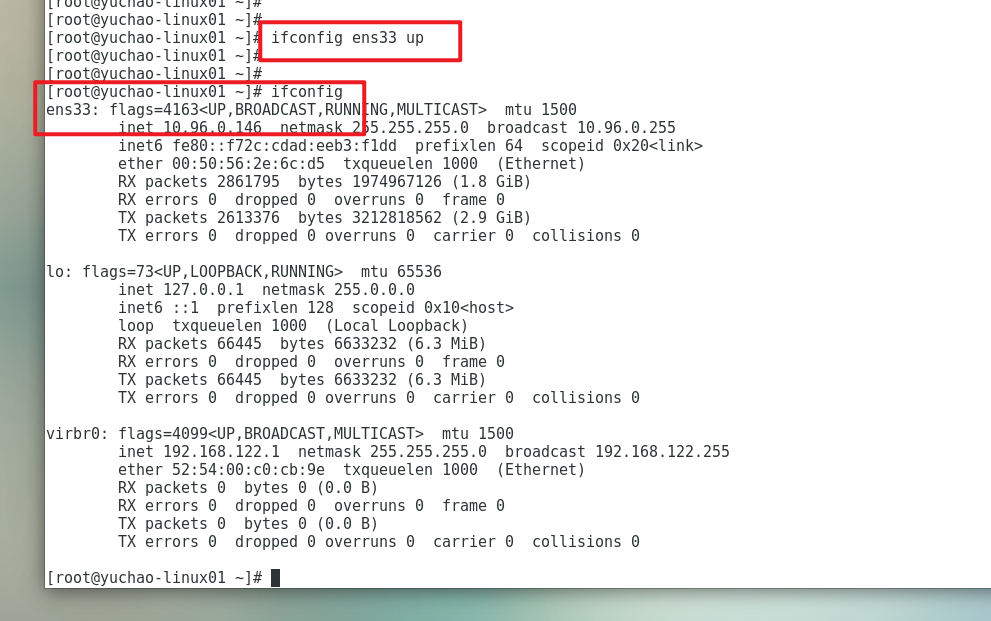 [root@yuchao-linux01 ~]#
[root@yuchao-linux01 ~]#
[root@yuchao-linux01 ~]# ifconfig ens33 up
[root@yuchao-linux01 ~]#
[root@yuchao-linux01 ~]#
[root@yuchao-linux01 ~]# ifconfig
ens33: flags=4163<UP,BROADCAST,RUNNING,MULTICAST>  mtu 1500
        inet 10.96.0.146  netmask 255.255.255.0  broadcast 10.96.0.255
        inet6 fe80::f72c:cdad:eeb3:f1dd  prefixlen 64  scopeid 0x20<link>
        ether 00:50:56:2e:6c:d5  txqueuelen 1000  (Ethernet)
        RX packets 2861795  bytes 1974967126 (1.8 GiB)
        RX errors 0  dropped 0  overruns 0  frame 0
        TX packets 2613376  bytes 3212818562 (2.9 GiB)
        TX errors 0  dropped 0 overruns 0  carrier 0  collisions 0

lo: flags=73<UP,LOOPBACK,RUNNING>  mtu 65536
        inet 127.0.0.1  netmask 255.0.0.0
        inet6 ::1  prefixlen 128  scopeid 0x10<host>
        loop  txqueuelen 1000  (Local Loopback)
        RX packets 66445  bytes 6633232 (6.3 MiB)
        RX errors 0  dropped 0  overruns 0  frame 0
        TX packets 66445  bytes 6633232 (6.3 MiB)
        TX errors 0  dropped 0 overruns 0  carrier 0  collisions 0

virbr0: flags=4099<UP,BROADCAST,MULTICAST>  mtu 1500
        inet 192.168.122.1  netmask 255.255.255.0  broadcast 192.168.122.255
        ether 52:54:00:c0:cb:9e  txqueuelen 1000  (Ethernet)
        RX packets 0  bytes 0 (0.0 B)
        RX errors 0  dropped 0  overruns 0  frame 0
        TX packets 0  bytes 0 (0.0 B)
        TX errors 0  dropped 0 overruns 0  carrier 0  collisions 0

[root@yuchao-linux01 ~]#